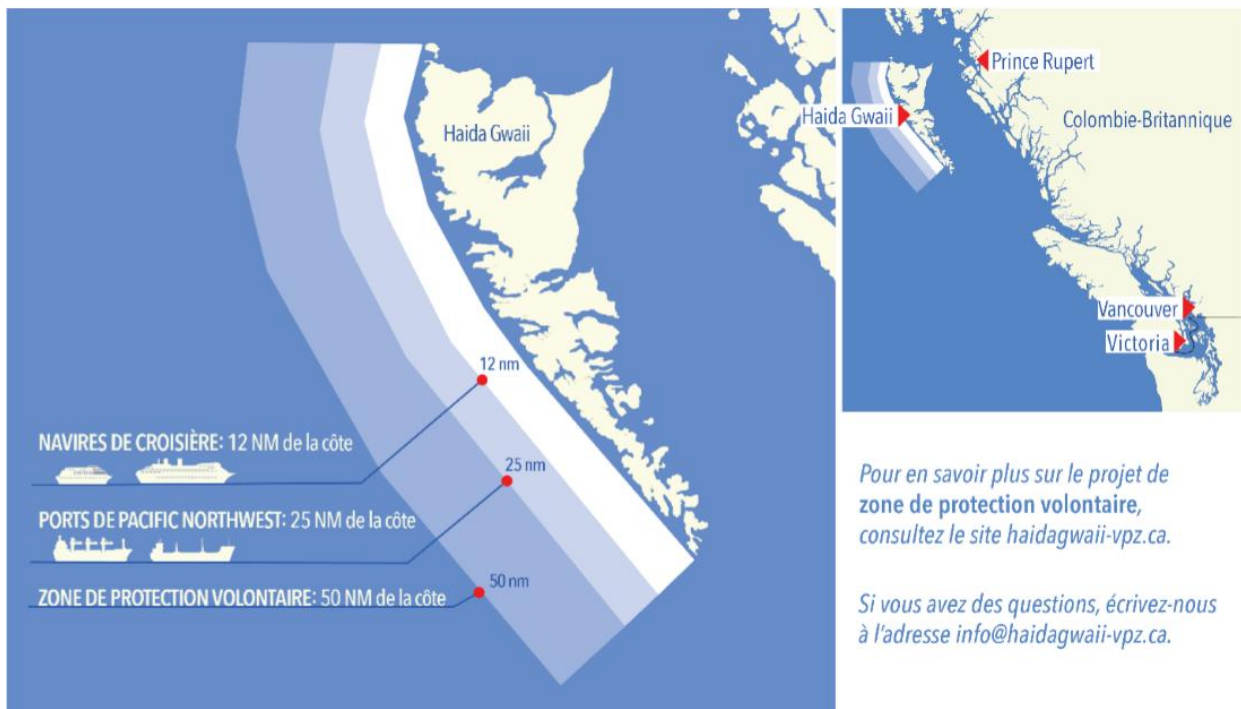 Haida Gwaii
12 nm
NAVIRES DE CROISIÈRE: 12 NM de la côte
25 nm
PORTS DE PACIFIC NORTHWEST: 25 NM de la côte
50 nm
ZONE DE PROTECTION VOLONTAIRE: 50 NM de la côte
Prince Rupert
Haida Gwaii
Colombie-Britannique
Vancouver
Victoria
Pour en savoir plus sur le projet de
zone de protection volontaire,
consultez le site haidagwaii-vpz.ca.
Si vous avez des questions, écrivez-nous
à l'adresse info@haidagwaii-vpz.ca.